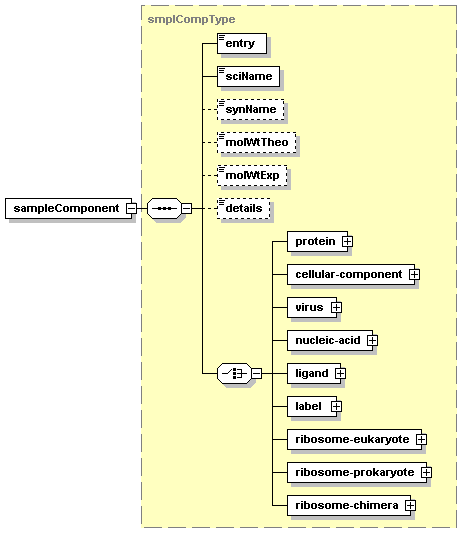 smplCompType
entry
sciName
synName
molWtTheo
molWtExp
sampleComponent
details
protein
cellular-component
virus
nucleic-acid
ligand
label
ribosome-eukaryote
ribosome-prokaryote
ribosome-chimera